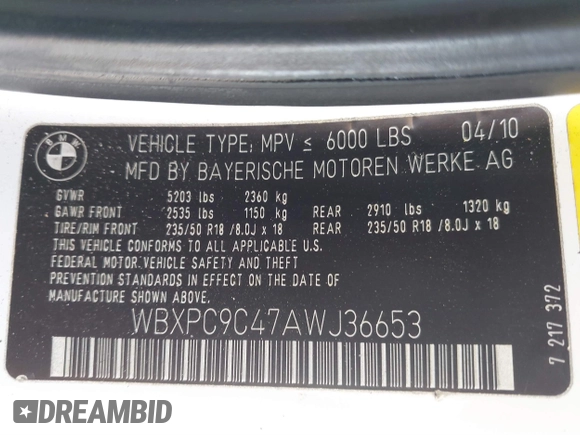 BMW
VEHICLE TYPE: MPV ≤ 6000 LBS 04/10
MFD BY BAYERISCHE MOTOREN WERKE AG
GVWR 5203 lbs 2360 kg
GAWR FRONT 2535 lbs 1150 kg REAR 2910 lbs 1320 kg
TIRE/RIM FRONT 235/50 R18 /8.0J x 18 REAR 235/50 R18 /8.0J x 18
THIS VEHICLE CONFORMS TO ALL APPLICABLE U.S.
FEDERAL MOTOR VEHICLE SAFETY AND THEFT
PREVENTION STANDARDS IN EFFECT ON THE DATE OF
MANUFACTURE SHOWN ABOVE.
WBXPC9C47AWJ36653
7 217 372
DREAMBID